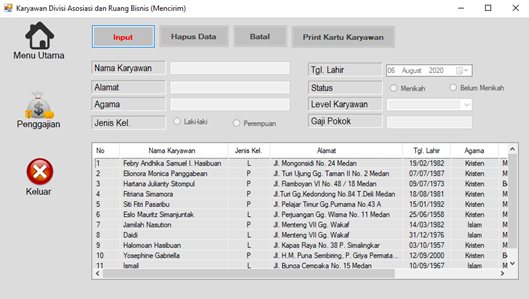 Karyawan Divisi Asosiasi dan Ruang Bisnis (Mencirim)
Menu Utama
Penggajian
Keluar
Input
Hapus Data
Batal
Print Kartu Karyawan
Nama Karyawan
Alamat
Agama
Jenis Kel.
Laki-laki
Perempuan
Tgl. Lahir
06 August 2020
Status
Menikah
Belum Menikah
Level Karyawan
Gaji Pokok
No Nama Karyawan Jenis Kel. Alamat Tgl. Lahir Agama
1 Febry Andhika Samuel I. Hasibuan L Jl. Mongonsidi No. 24 Medan 19/02/1982 Kristen M
2 Elionora Monica Panggabean P Jl. Turi Ujung Gg. Taman II No. 2 Medan 07/07/1987 Kristen M
3 Hartana Julianty Sitompul P Jl. Flamboyan VI No. 48 / 18 Medan 09/07/1973 Kristen
4 Fitriana Simamora P Jl.Turi Gg.Kedondong No.84 T.Deli Medan 18/08/1981 Kristen M
5 Siti Fitri Pasaribu P Jl. Pelajar Timur Gg.Purnama No.43 A 15/01/1992 Kristen M
6 Eslo Mauritz Simanjuntak L Jl. Perjuangan Gg. Wisma No. 11 Medan 25/06/1958 Kristen M
7 Jamilah Nasution P Jl. Menteng VII Gg. Wakaf 14/03/1982 Islam M
8 Daidi L Jl. Menteng VII Gg. Wakaf 31/12/1976 Islam M
9 Halomoan Hasibuan L Jl. Kapas Raya No. 38 P. Simalingkar 03/10/1957 Kristen M
10 Yosephine Gabriella P Jl. H.M. Puna Sembiring, P. Griya Permata... 12/09/2000 Kristen
11 Ismail L Jl. Bunga Cempaka No. 15 Medan 10/09/1967 Islam M